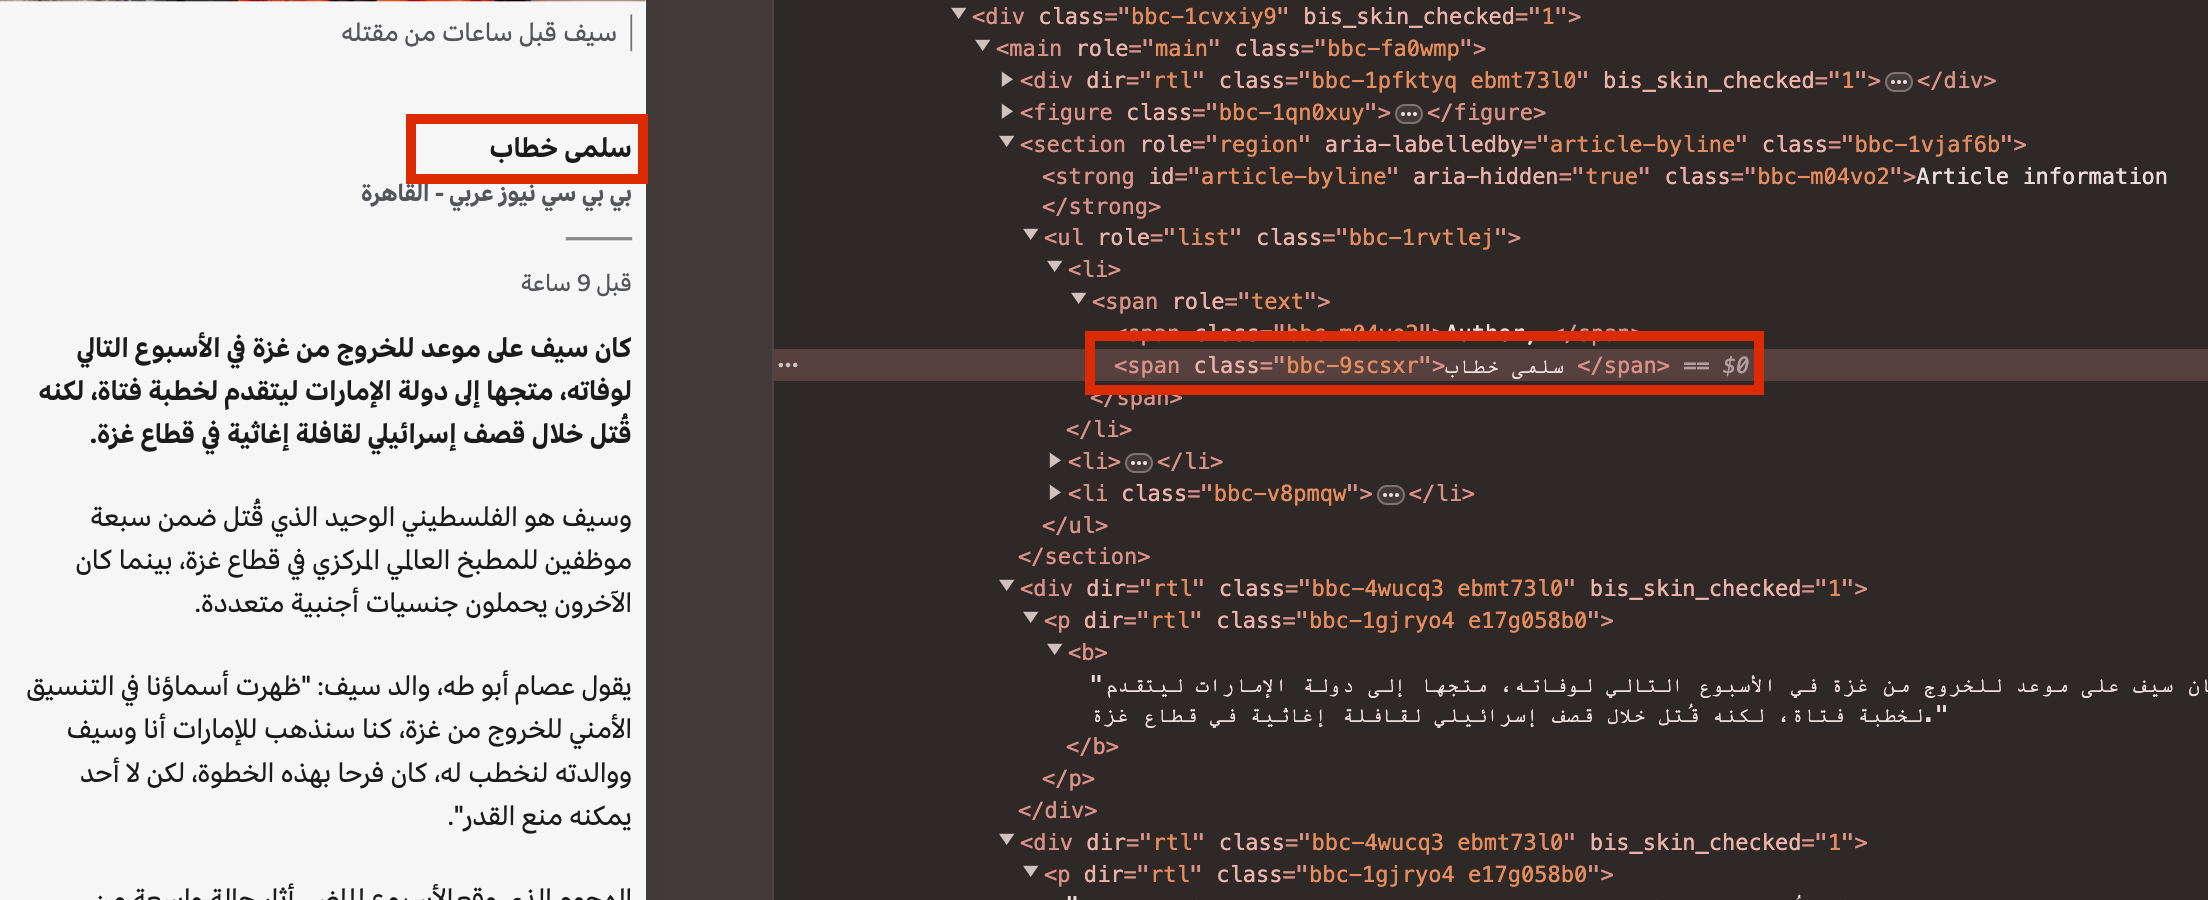 سيف قبل ساعات من مقتله
سلمى خطاب
بي بي سي نيوز عربي - القاهرة
قبل 9 ساعة
كان سيف على موعد للخروج من غزة في الأسبوع التالي
لوفاته، متجها إلى دولة الإمارات ليتقدم لخطبة فتاة، لكنه
قُتل خلال قصف إسرائيلي لقافلة إغاثية في قطاع غزة.
وسيف هو الفلسطيني الوحيد الذي قُتل ضمن سبعة
موظفين للمطبخ العالمي المركزي في قطاع غزة، بينما كان
الآخرون يحملون جنسيات أجنبية متعددة.
يقول عصام أبو طه، والد سيف: "ظهرت أسماؤنا في التنسيق
الأمني للخروج من غزة، كنا سنذهب للإمارات أنا وسيف
ووالدته لنخطب له، كان فرحا بهذه الخطوة، لكن لا أحد
يمكنه منع القدر".
<div class="bbc-1cvxiy9" bis_skin_checked="1">
<main role="main" class="bbc-fa0wmp">
<div dir="rtl" class="bbc-1pfktyq ebmt73l0" bis_skin_checked="1">…</div>
<figure class="bbc-1qn0xuy">…</figure>
<section role="region" aria-labelledby="article-byline" class="bbc-1vjaf6b">
<strong id="article-byline" aria-hidden="true" class="bbc-m04vo2">Article information
</strong>
<ul role="list" class="bbc-1rvtlej">
<li>
<span role="text">
<span class="bbc-m04vo2">Author, </span>
<span class="bbc-9scsxr">سلمى خطاب </span> == $0
</span>
</li>
<li>…</li>
<li class="bbc-v8pmqw">…</li>
</ul>
</section>
<div dir="rtl" class="bbc-4wucq3 ebmt73l0" bis_skin_checked="1">
<p dir="rtl" class="bbc-1gjryo4 e17g058b0">
<b>
"سيف على موعد للخروج من غزة في الأسبوع التالي لوفاته، متجها إلى دولة الإمارات ليتقدم
لخطبة فتاة، لكنه قُتل خلال قصف إسرائيلي لقافلة إغاثية في قطاع غزة."
</b>
</p>
</div>
<div dir="rtl" class="bbc-4wucq3 ebmt73l0" bis_skin_checked="1">
<p dir="rtl" class="bbc-1gjryo4 e17g058b0">